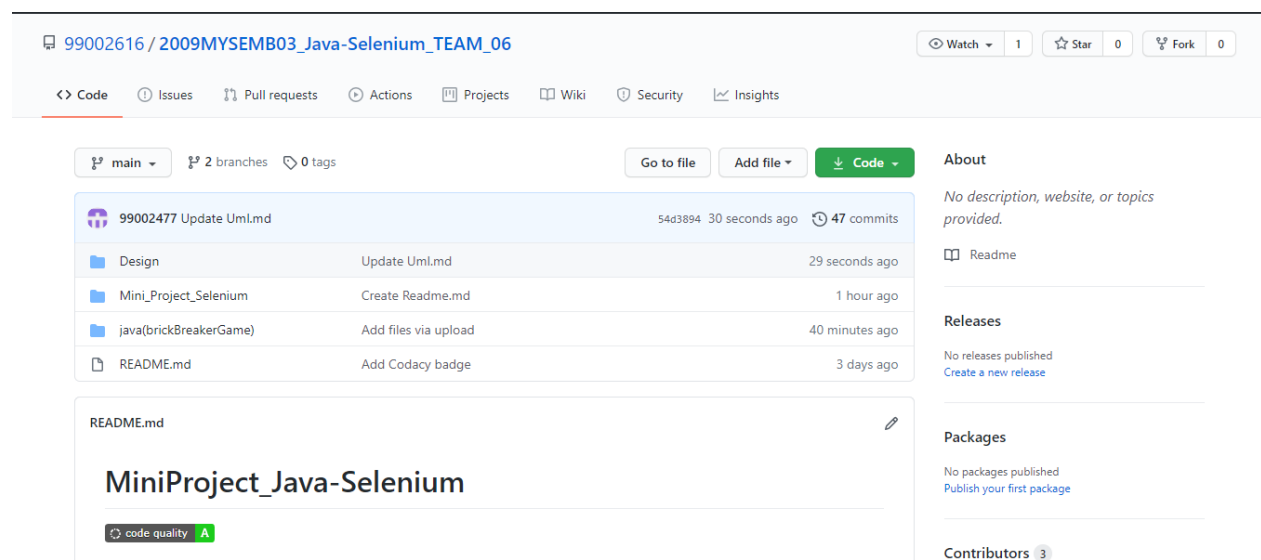 99002616 / 2009MYSEMB03_Java-Selenium_TEAM_06
Watch 1 Star 0 Fork 0
Code Issues Pull requests Actions Projects Wiki Security Insights
main 2 branches 0 tags Go to file Add file Code
99002477 Update Uml.md 54d3894 30 seconds ago 47 commits
Design Update Uml.md 29 seconds ago
Mini_Project_Selenium Create Readme.md 1 hour ago
java(brickBreakerGame) Add files via upload 40 minutes ago
README.md Add Codacy badge 3 days ago
README.md
MiniProject_Java-Selenium
code quality A
About
No description, website, or topics
provided.
Readme
Releases
No releases published
Create a new release
Packages
No packages published
Publish your first package
Contributors 3